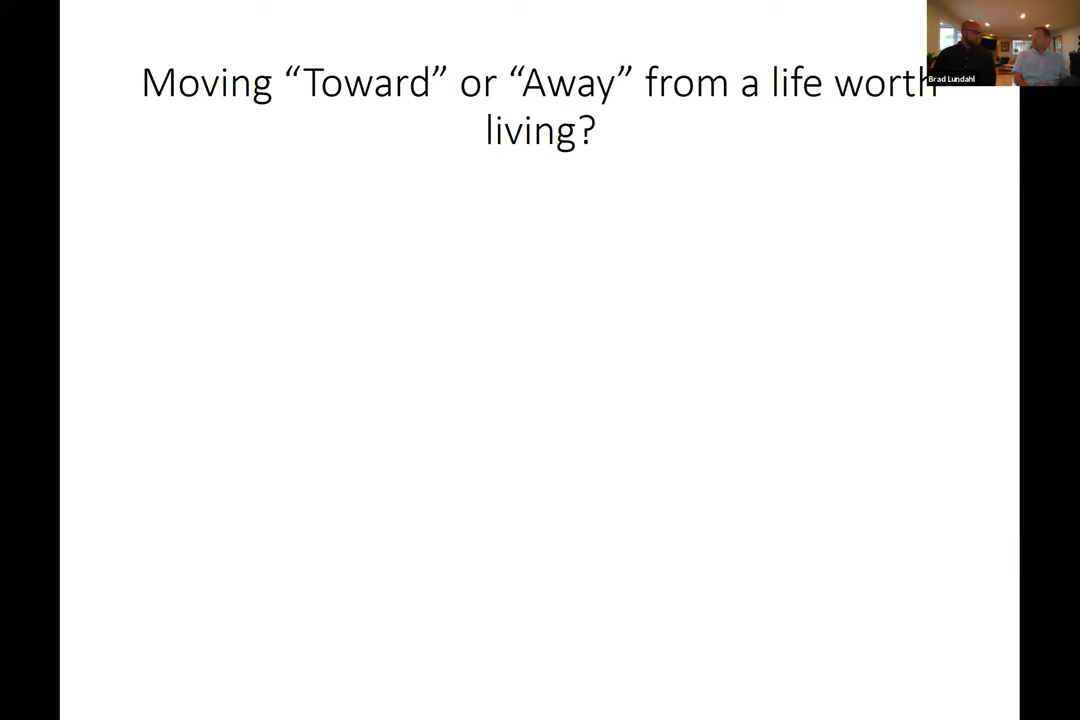 Moving “Toward” or “Away” from a life worth
living?
Brad Lundahl